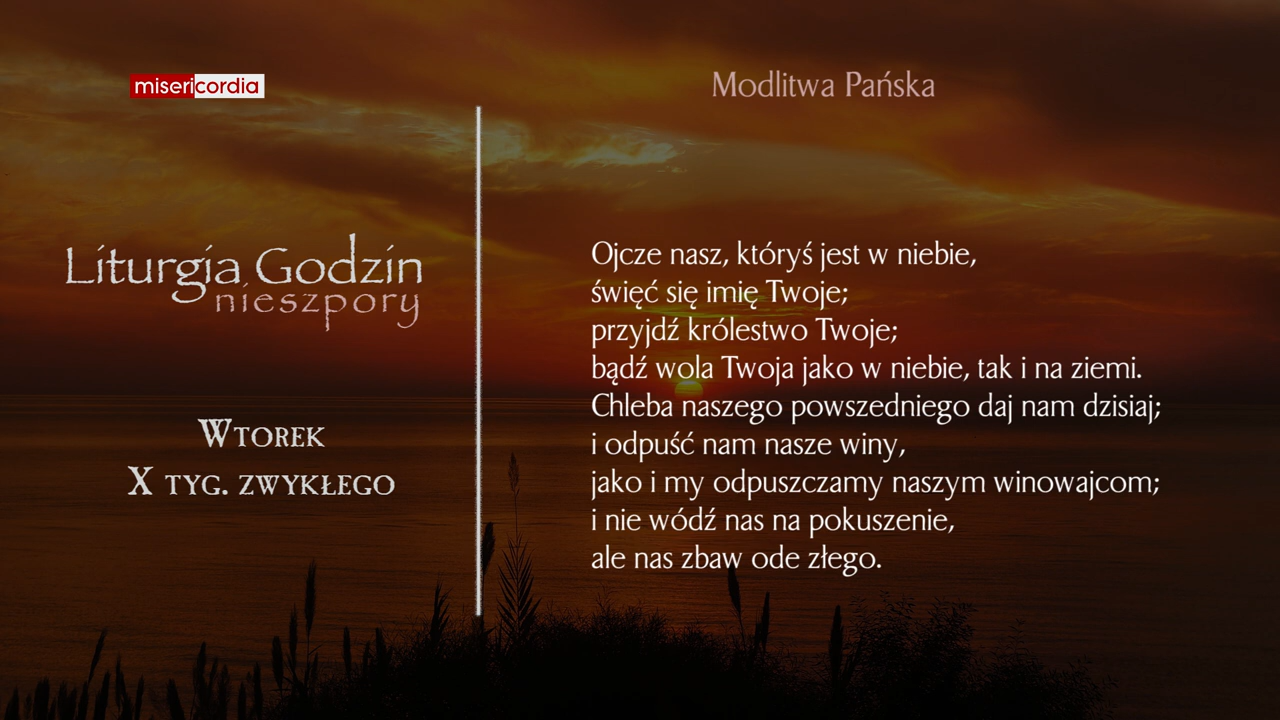 misericordia
Liturgia Godzin
nieszpory
Wtorek
X tyg. zwykłego
Modlitwa Pańska
Ojcze nasz, któryś jest w niebie,
święć się imię Twoje;
przyjdź królestwo Twoje;
bądź wola Twoja jako w niebie, tak i na ziemi.
Chleba naszego powszedniego daj nam dzisiaj;
i odpuść nam nasze winy,
jako i my odpuszczamy naszym winowajcom;
i nie wódź nas na pokuszenie,
ale nas zbaw ode złego.